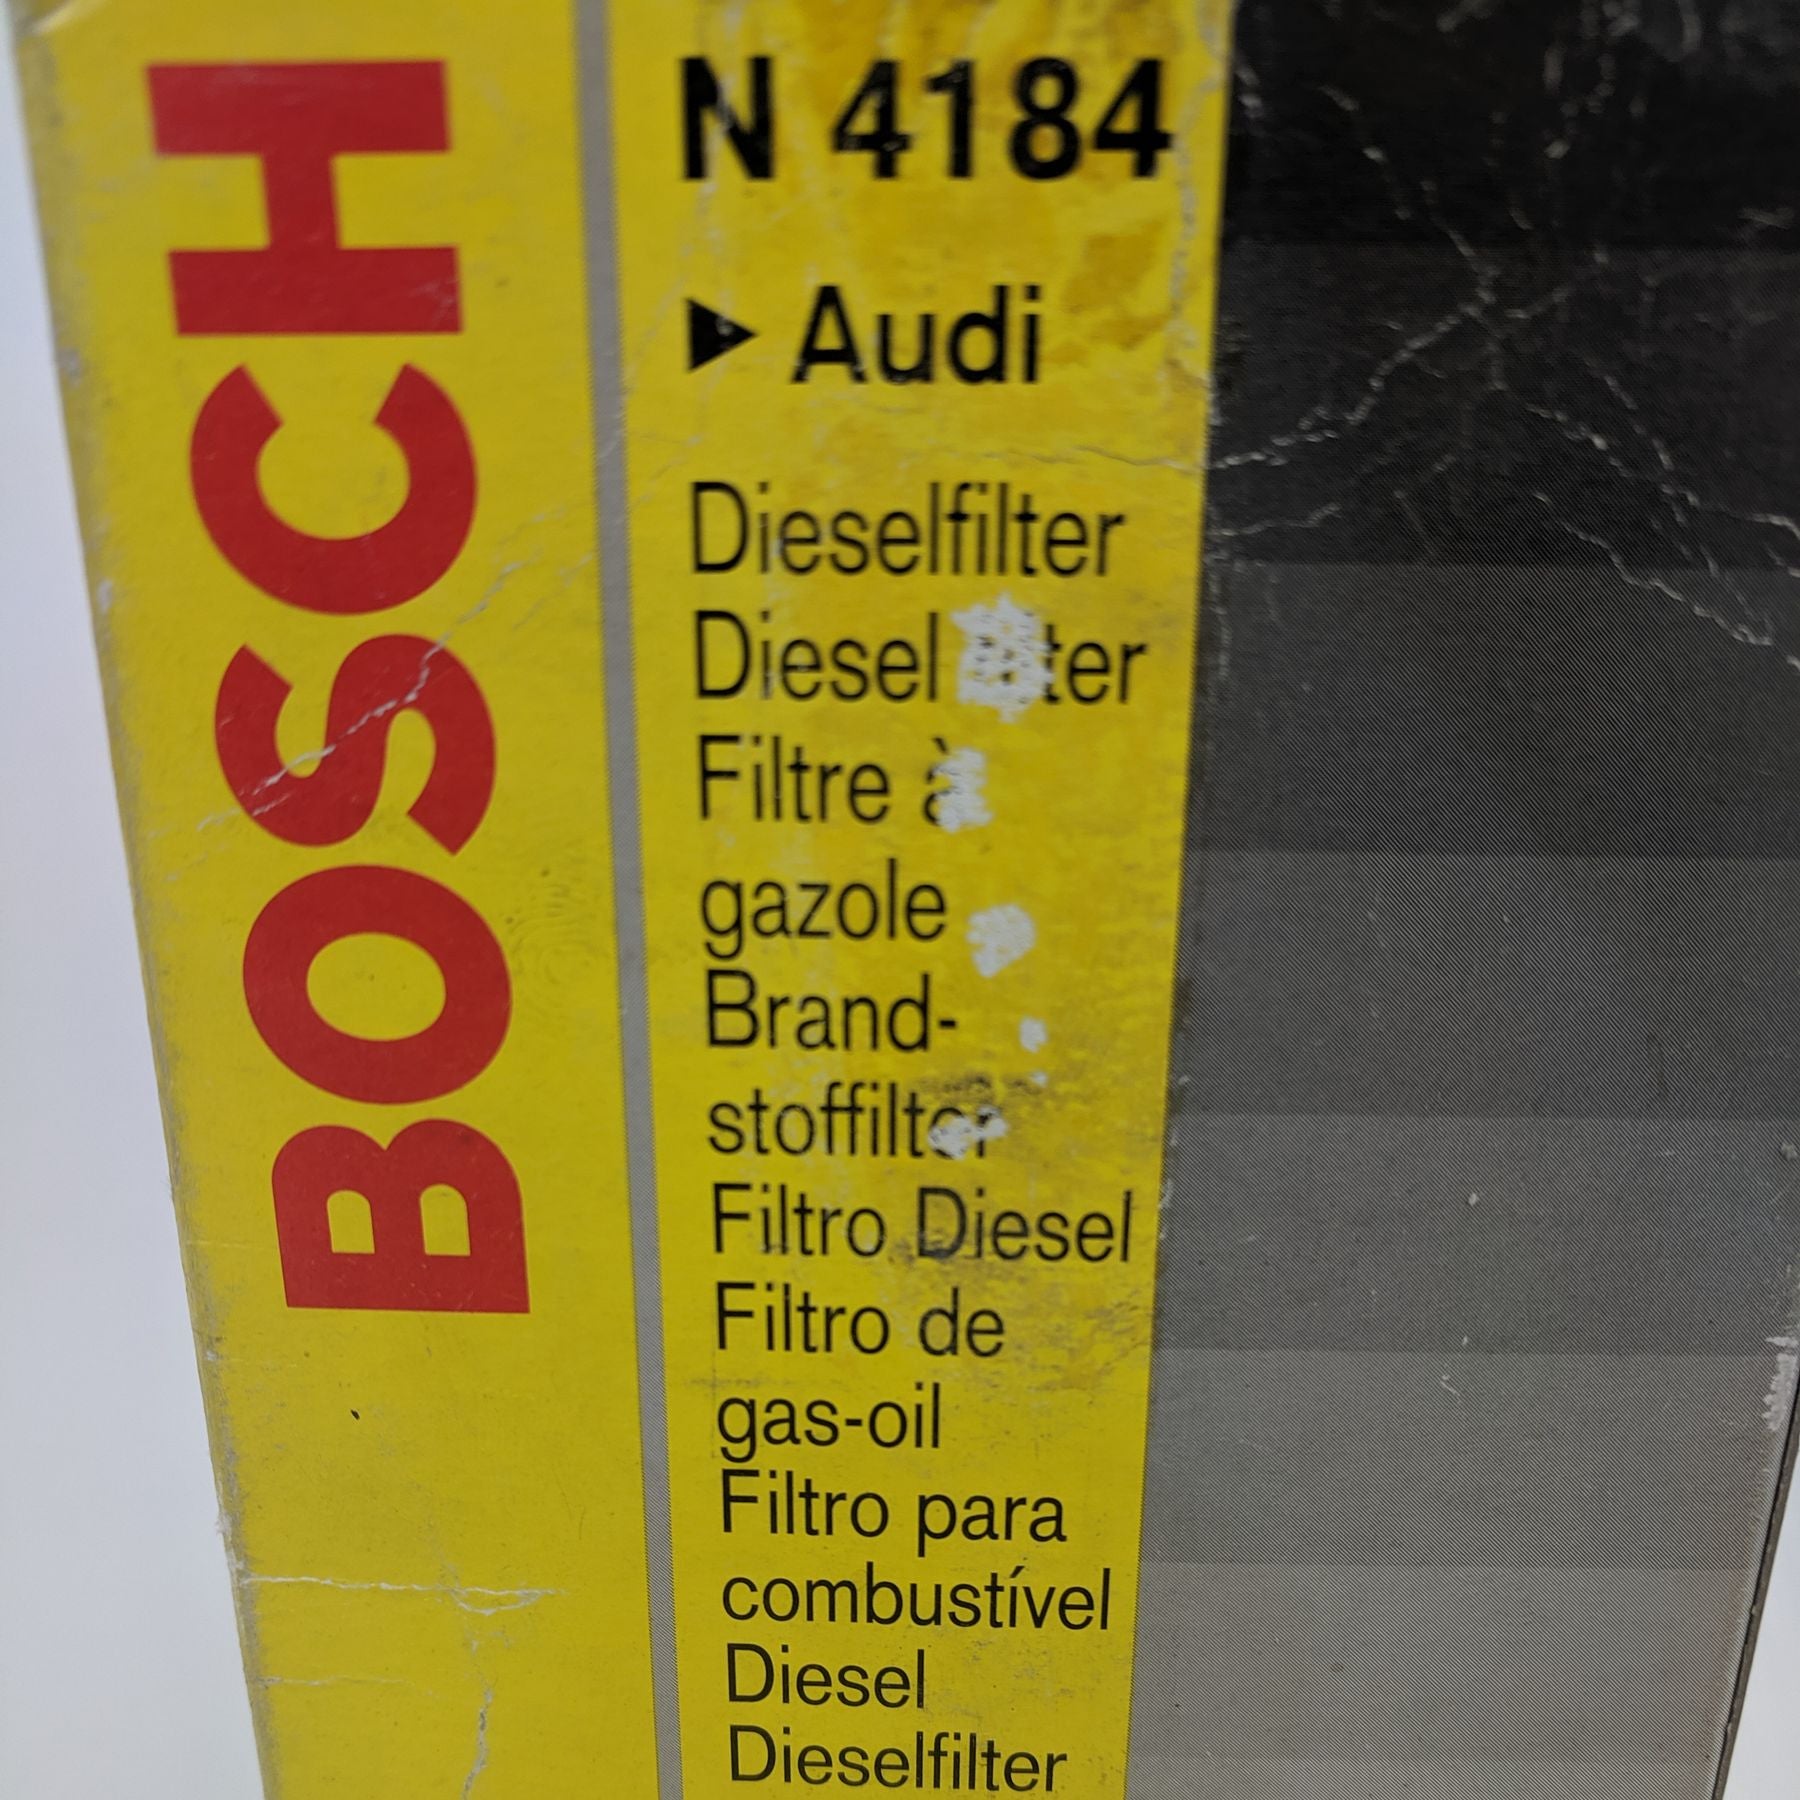 BOSCH
N 4184
▶ Audi
Dieselfilter
Diesel
Filtre à
gazole
Brand-
stoffilter
Filtro Diesel
Filtro de
gas-oil
Filtro para
combustível
Diesel
Dieselfilter